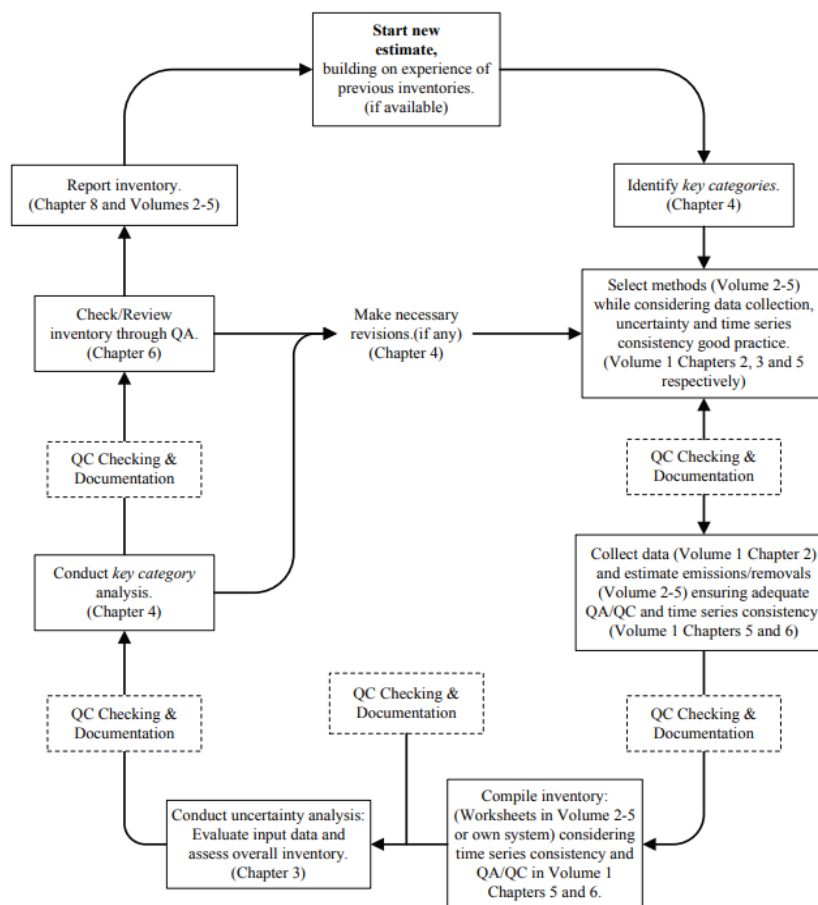 Start new
estimate,
building on experience of
previous inventories.
(if available)
Report inventory.
(Chapter 8 and Volumes 2-5)
Identify key categories.
(Chapter 4)
Check/Review
inventory through QA.
(Chapter 6)
Make necessary
revisions.(if any)
(Chapter 4)
Select methods (Volume 2-5)
while considering data collection,
uncertainty and time series
consistency good practice.
(Volume 1 Chapters 2, 3 and 5
respectively)
QC Checking &
Documentation
QC Checking &
Documentation
Conduct key category
analysis.
(Chapter 4)
Collect data (Volume 1 Chapter 2)
and estimate emissions/removals
(Volume 2-5) ensuring adequate
QA/QC and time series consistency
(Volume 1 Chapters 5 and 6)
QC Checking &
Documentation
QC Checking &
Documentation
QC Checking &
Documentation
Conduct uncertainty analysis:
Evaluate input data and
assess overall inventory.
(Chapter 3)
Compile inventory:
(Worksheets in Volume 2-5
or own system) considering
time series consistency and
QA/QC in Volume 1
Chapters 5 and 6.